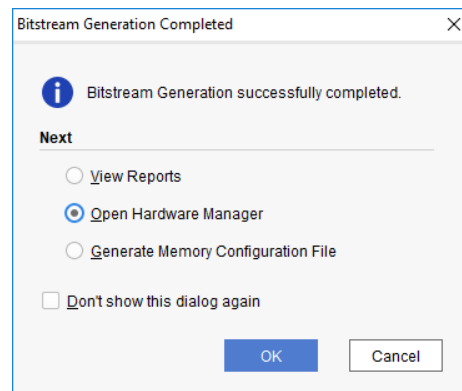 Bitstream Generation Completed
Bitstream Generation successfully completed.
Next
View Reports
Open Hardware Manager
Generate Memory Configuration File
Don't show this dialog again
OK
Cancel